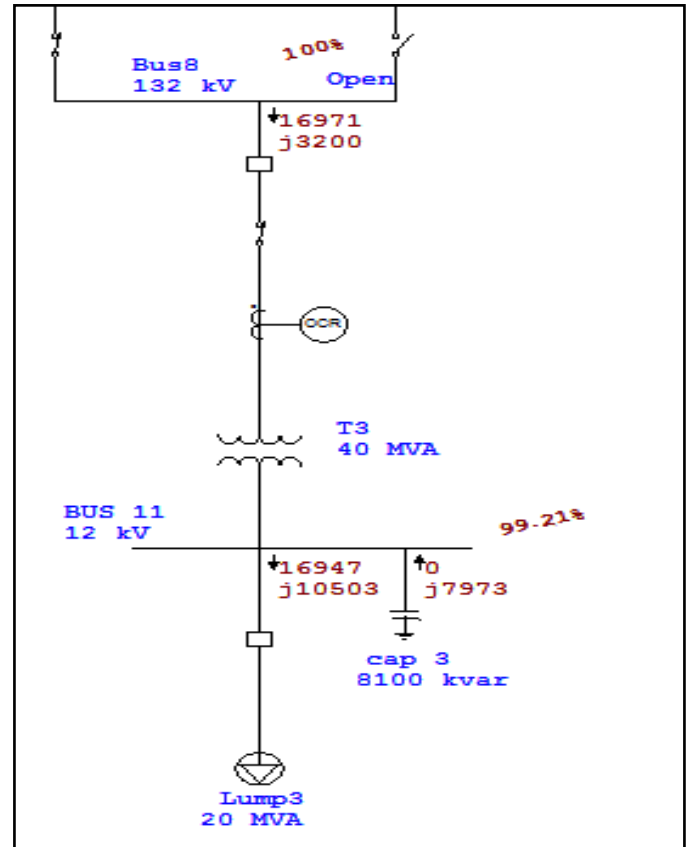 100%
Bus8
132 kV
Open
16971
j3200
OCR
T3
40 MVA
BUS 11
12 kV
99.21%
16947
j10503
0
j7973
cap 3
8100 kvar
Lump3
20 MVA